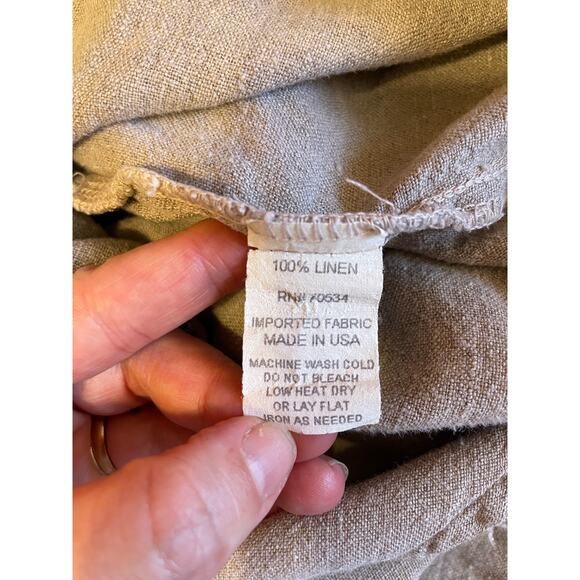 100% LINEN
RN# 70534
IMPORTED FABRIC
MADE IN USA
MACHINE WASH COLD
DO NOT BLEACH
LOW HEAT DRY
OR LAY FLAT
IRON AS NEEDED